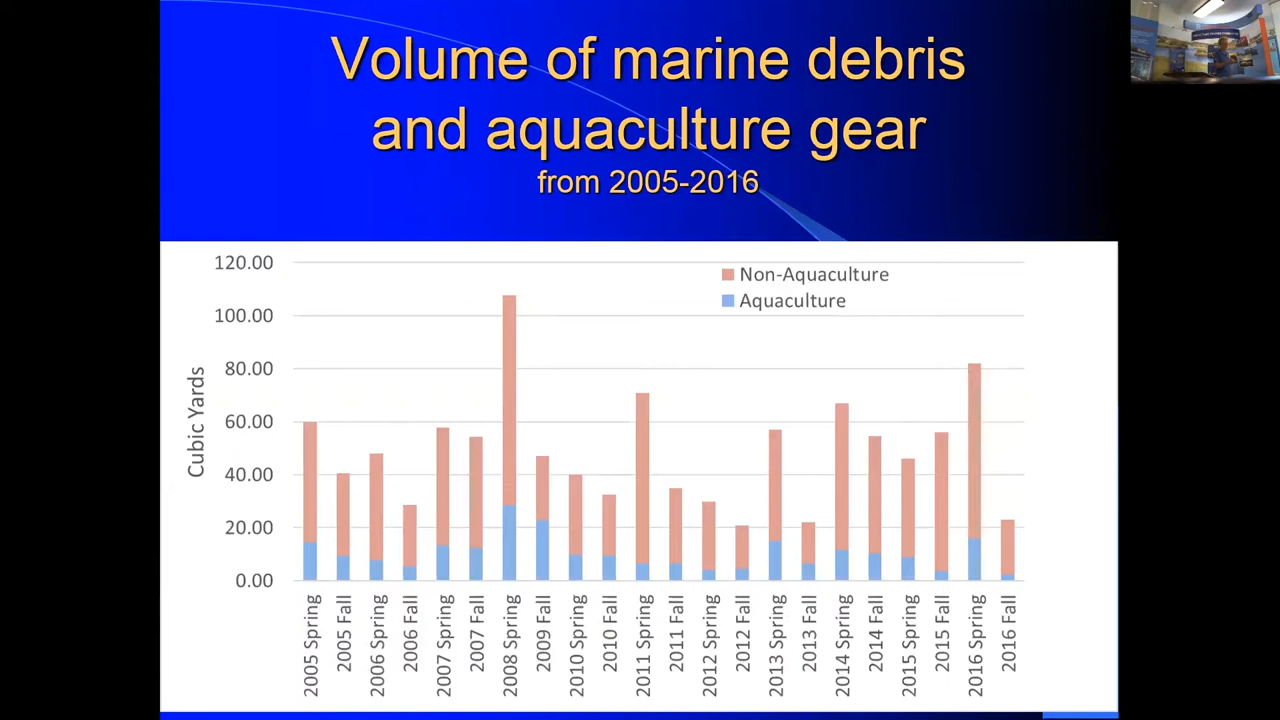 Volume of marine debris
and aquaculture gear
from 2005-2016
120.00
100.00
80.00
60.00
40.00
20.00
0.00
Cubic Yards
Non-Aquaculture
Aquaculture
2005 Spring
2005 Fall
2006 Spring
2006 Fall
2007 Spring
2007 Fall
2008 Spring
2009 Fall
2010 Spring
2010 Fall
2011 Spring
2011 Fall
2012 Spring
2012 Fall
2013 Spring
2013 Fall
2014 Spring
2014 Fall
2015 Spring
2015 Fall
2016 Spring
2016 Fall